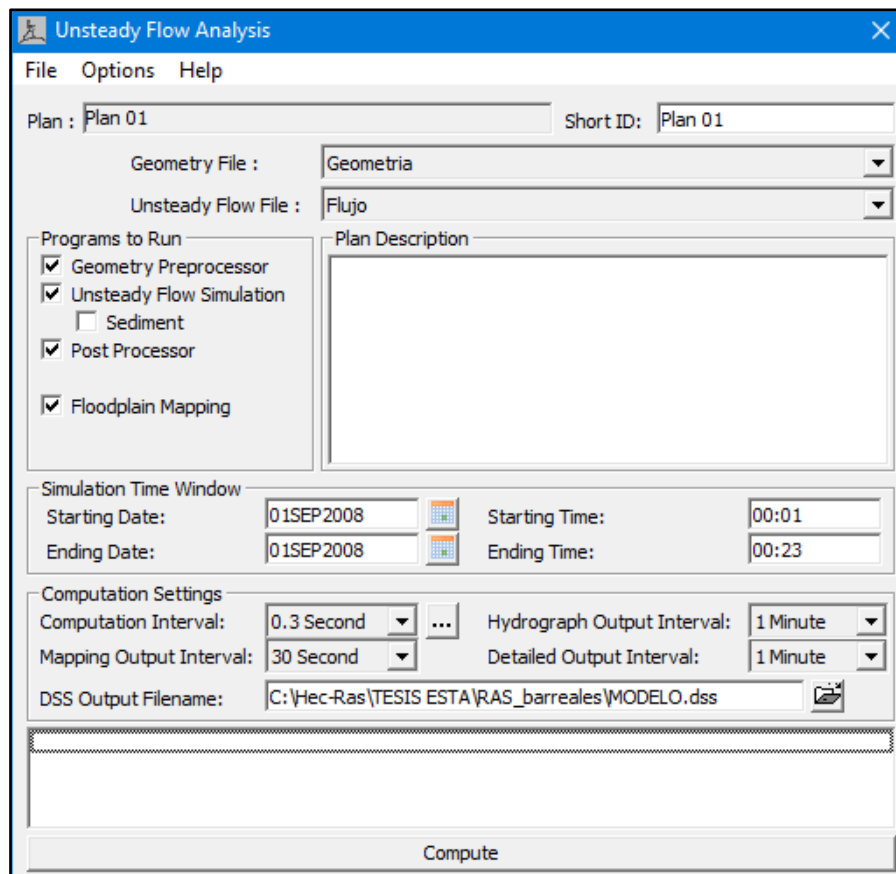 Unsteady Flow Analysis
File Options Help
Plan : Plan 01 Short ID: Plan 01
Geometry File : Geometria
Unsteady Flow File : Flujo
Programs to Run Plan Description
Geometry Preprocessor
Unsteady Flow Simulation
Sediment
Post Processor
Floodplain Mapping
Simulation Time Window
Starting Date: 01SEP2008 Starting Time: 00:01
Ending Date: 01SEP2008 Ending Time: 00:23
Computation Settings
Computation Interval: 0.3 Second ... Hydrograph Output Interval: 1 Minute
Mapping Output Interval: 30 Second Detailed Output Interval: 1 Minute
DSS Output Filename: C:\Hec-Ras\TESIS ESTA\RAS_barreales\MODELO.dss
Compute